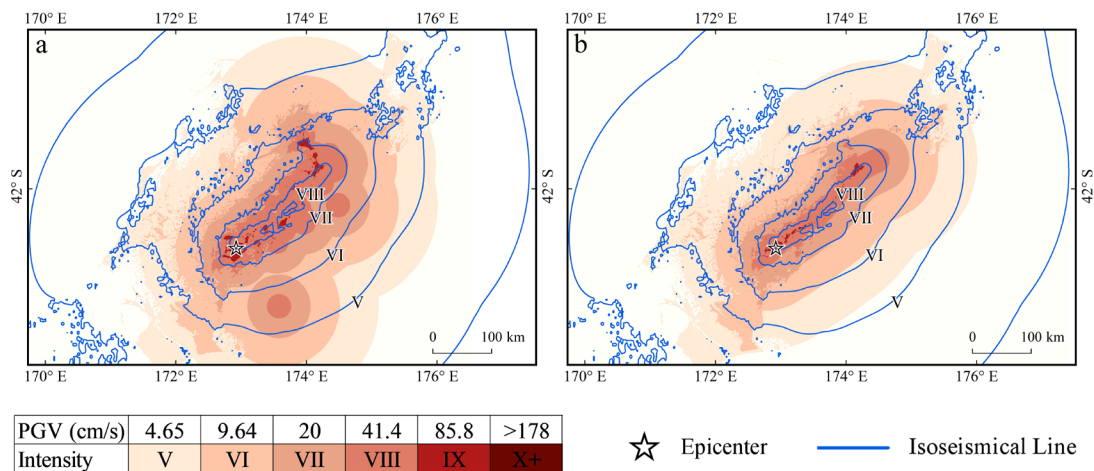 170° E 172° E 174° E 176° E 170° E 172° E 174° E 176° E
a
b
42° S
42° S
VIII
VII
VI
V
VIII
VII
VI
V
0 100 km
0 100 km
170° E 172° E 174° E 176° E 170° E 172° E 174° E 176° E
PGV (cm/s) 4.65 9.64 20 41.4 85.8 >178
Intensity V VI VII VIII IX X+
Epicenter
Isoseismical Line